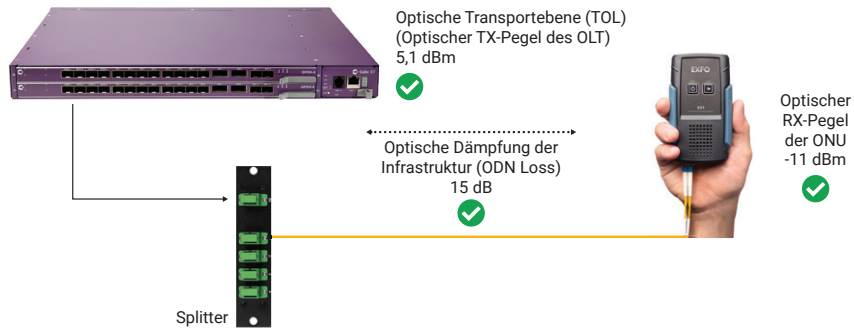 Optische Transportebene (TOL)
(Optischer TX-Pegel des OLT)
5,1 dBm
EXFO
EX1
Optischer
RX-Pegel
der ONU
-11 dBm
Optische Dämpfung der
Infrastruktur (ODN Loss)
15 dB
Splitter